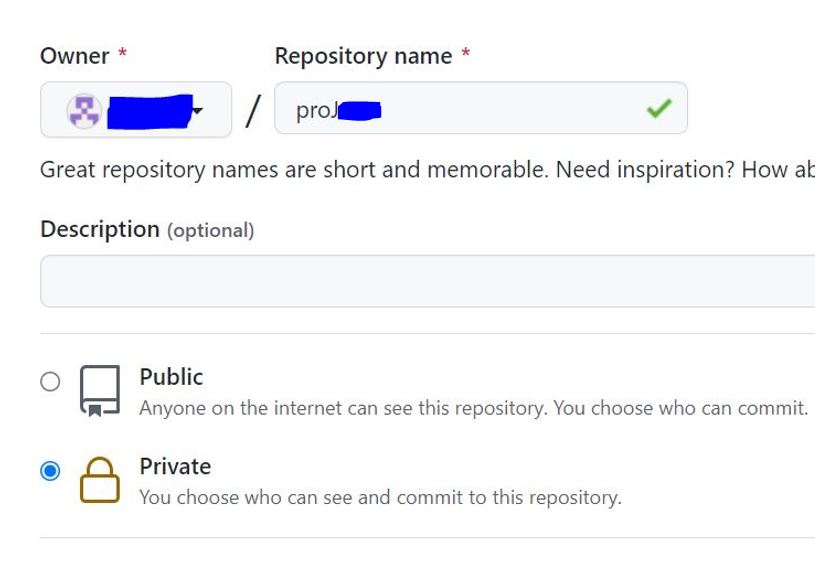 Owner *
Repository name *
/
proJ
Great repository names are short and memorable. Need inspiration? How ab
Description (optional)
Public
Anyone on the internet can see this repository. You choose who can commit.
Private
You choose who can see and commit to this repository.